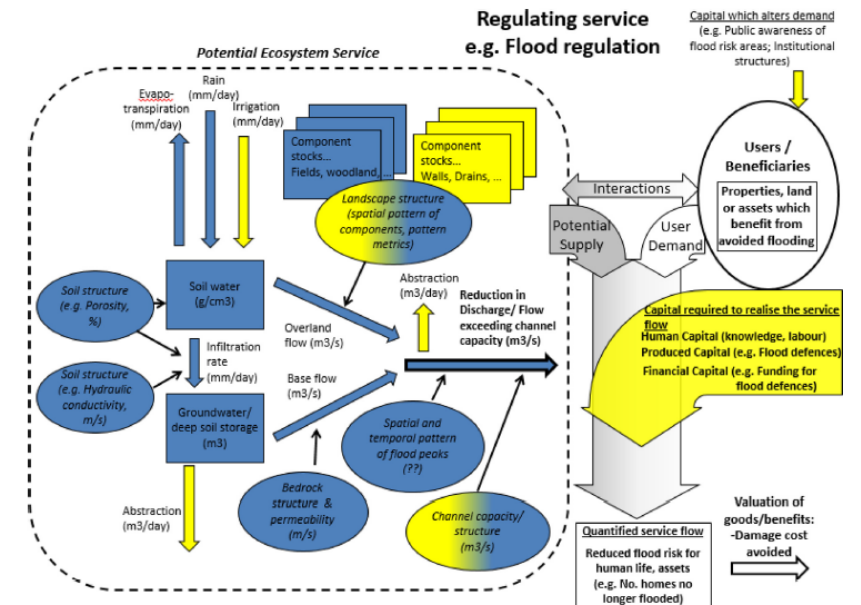 Regulating service
e.g. Flood regulation
Capital which alters demand
(e.g. Public awareness of
flood risk areas; Institutional
structures)
Potential Ecosystem Service
Evapo-
transpiration
(mm/day)
Rain
(mm/day)
Irrigation
(mm/day)
Component
stocks...
Fields, woodland, ...
Component
stocks...
Walls, Drains, ...
Landscape structure
(spatial pattern of
components, pattern
metrics)
Users /
Beneficiaries
Properties, land
or assets which
benefit from
avoided flooding
Interactions
Potential
Supply
User
Demand
Soil structure
(e.g. Porosity,
%)
Soil water
(g/cm3)
Abstraction
(m3/day)
Reduction in
Discharge/ Flow
exceeding channel
capacity (m3/s)
Overland
flow (m3/s)
Infiltration
rate
(mm/day)
Soil structure
(e.g. Hydraulic
conductivity,
m/s)
Base flow
(m3/s)
Groundwater/
deep soil storage
(m3)
Spatial and
temporal pattern
of flood peaks
(??)
Capital required to realise the service
flow
Human Capital (knowledge, labour)
Produced Capital (e.g. Flood defences)
Financial Capital (e.g. Funding for
flood defences)
Abstraction
(m3/day)
Bedrock
structure &
permeability
(m/s)
Channel capacity/
structure
(m3/s)
Quantified service flow
Reduced flood risk for
human life, assets
(e.g. No. homes no
longer flooded)
Valuation of
goods/benefits:
-Damage cost
avoided